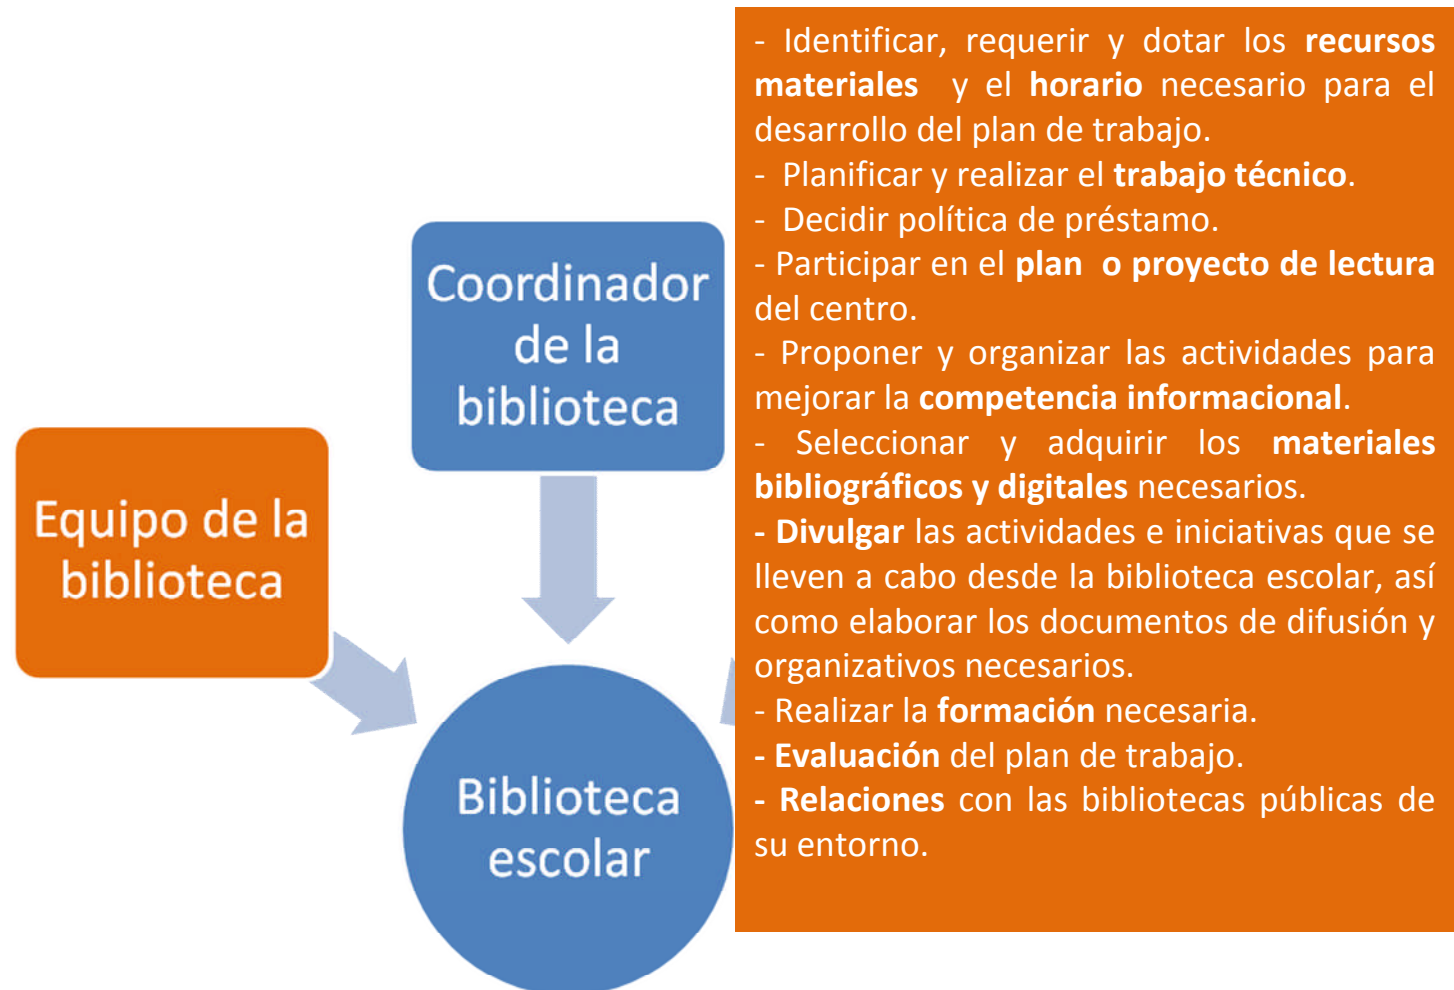 Coordinador
de la
biblioteca
Equipo de la
biblioteca
Biblioteca
escolar
- Identificar, requerir y dotar los recursos
materiales y el horario necesario para el
desarrollo del plan de trabajo.
- Planificar y realizar el trabajo técnico.
- Decidir política de préstamo.
- Participar en el plan o proyecto de lectura
del centro.
- Proponer y organizar las actividades para
mejorar la competencia informacional.
- Seleccionar y adquirir los materiales
bibliográficos y digitales necesarios.
- Divulgar las actividades e iniciativas que se
lleven a cabo desde la biblioteca escolar, así
como elaborar los documentos de difusión y
organizativos necesarios.
- Realizar la formación necesaria.
- Evaluación del plan de trabajo.
- Relaciones con las bibliotecas públicas de
su entorno.